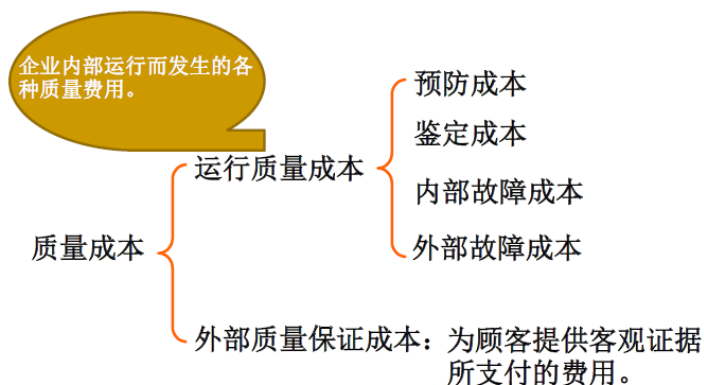 企业内部运行而发生的各
种质量费用。
预防成本
鉴定成本
运行质量成本
内部故障成本
质量成本
外部故障成本
外部质量保证成本：为顾客提供客观证据
所支付的费用。